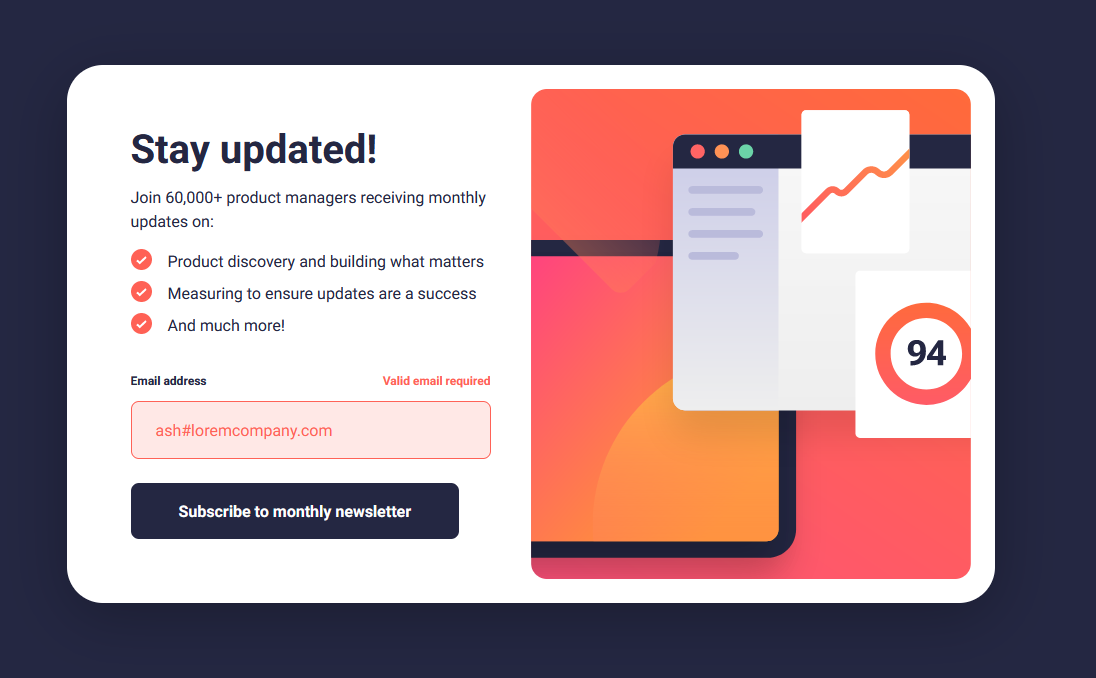 Stay updated!
Join 60,000+ product managers receiving monthly
updates on:
Product discovery and building what matters
Measuring to ensure updates are a success
And much more!
Email address
Valid email required
ash#loremcompany.com
Subscribe to monthly newsletter
94